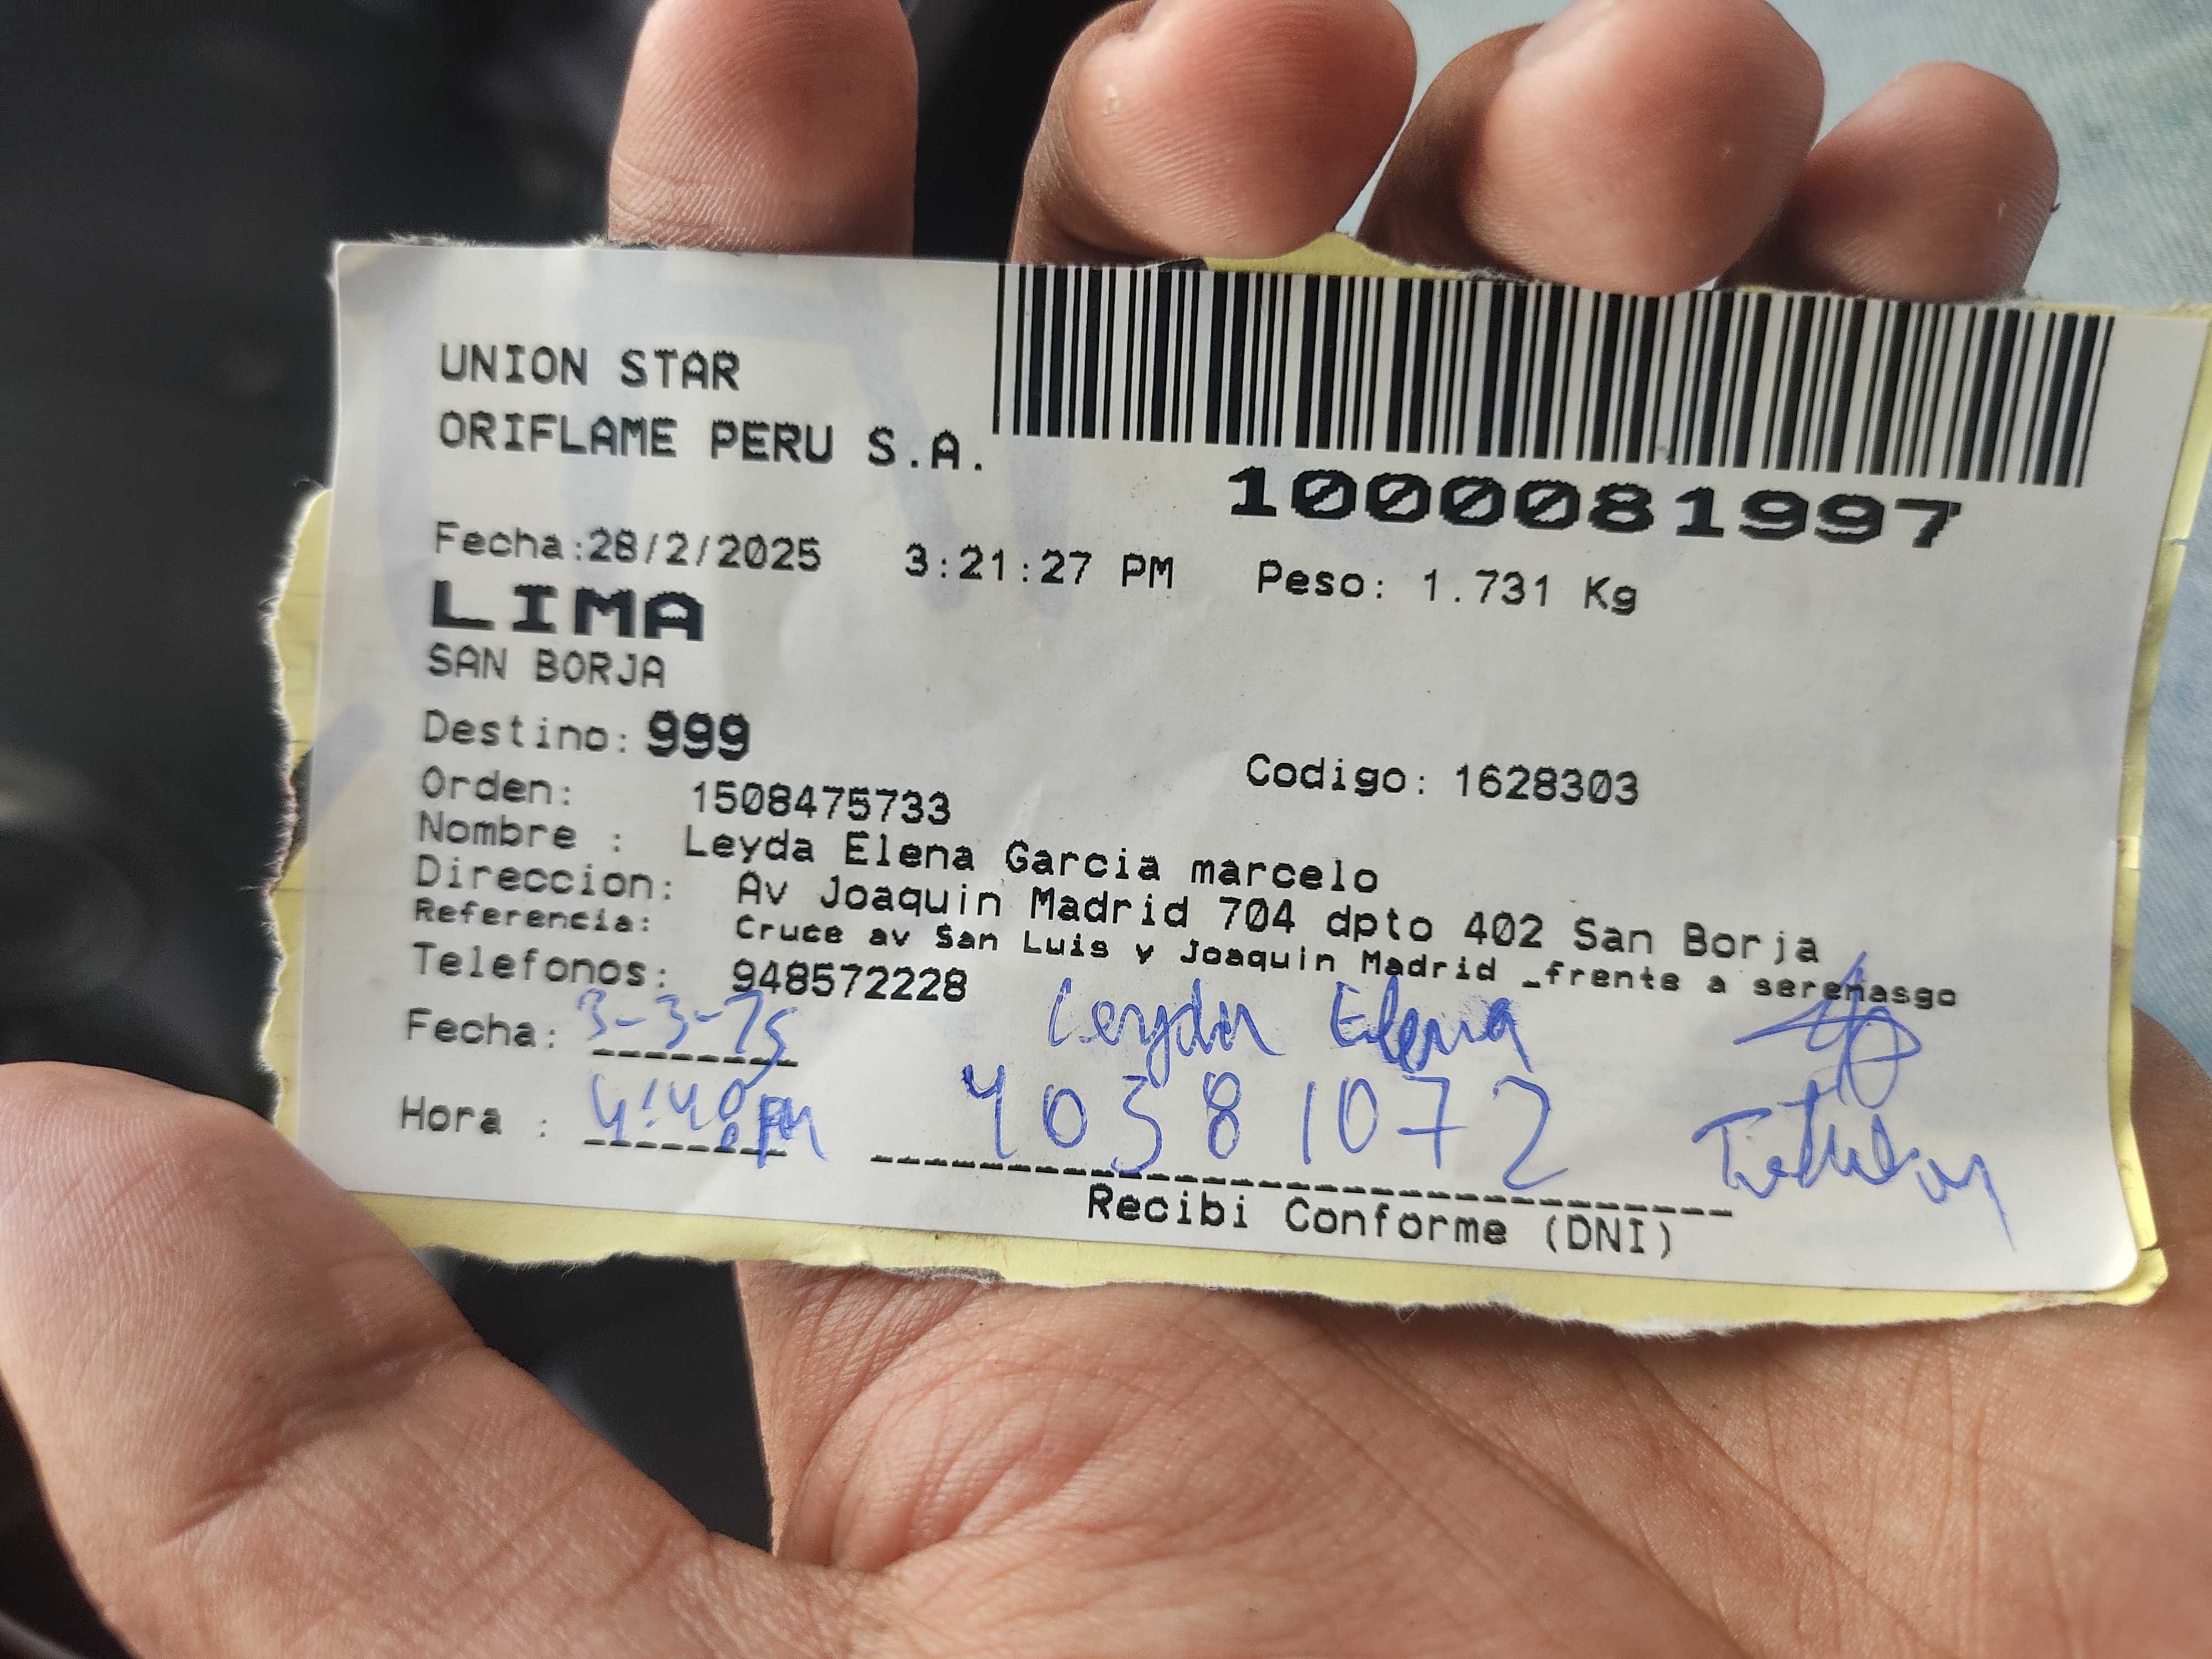 UNION STAR
ORIFLAME PERU S.A.
1000081997
Fecha:28/2/2025 3:21:27 PM Peso: 1.731 Kg
LIMA
SAN BORJA
Destino: 999
Codigo: 1628303
Orden: 1508475733
Nombre : Leyda Elena Garcia marcelo
Direccion: Av Joaquin Madrid 704 dpto 402 San Borja
Referencia: Cruce av San Luis y Joaquin Madrid _frente a serenasgo
Telefonos: 948572228
Fecha: 3-3-25 Leyda Elena
Hora : 4:40 PM 40381072 Titular
Recibi Conforme (DNI)